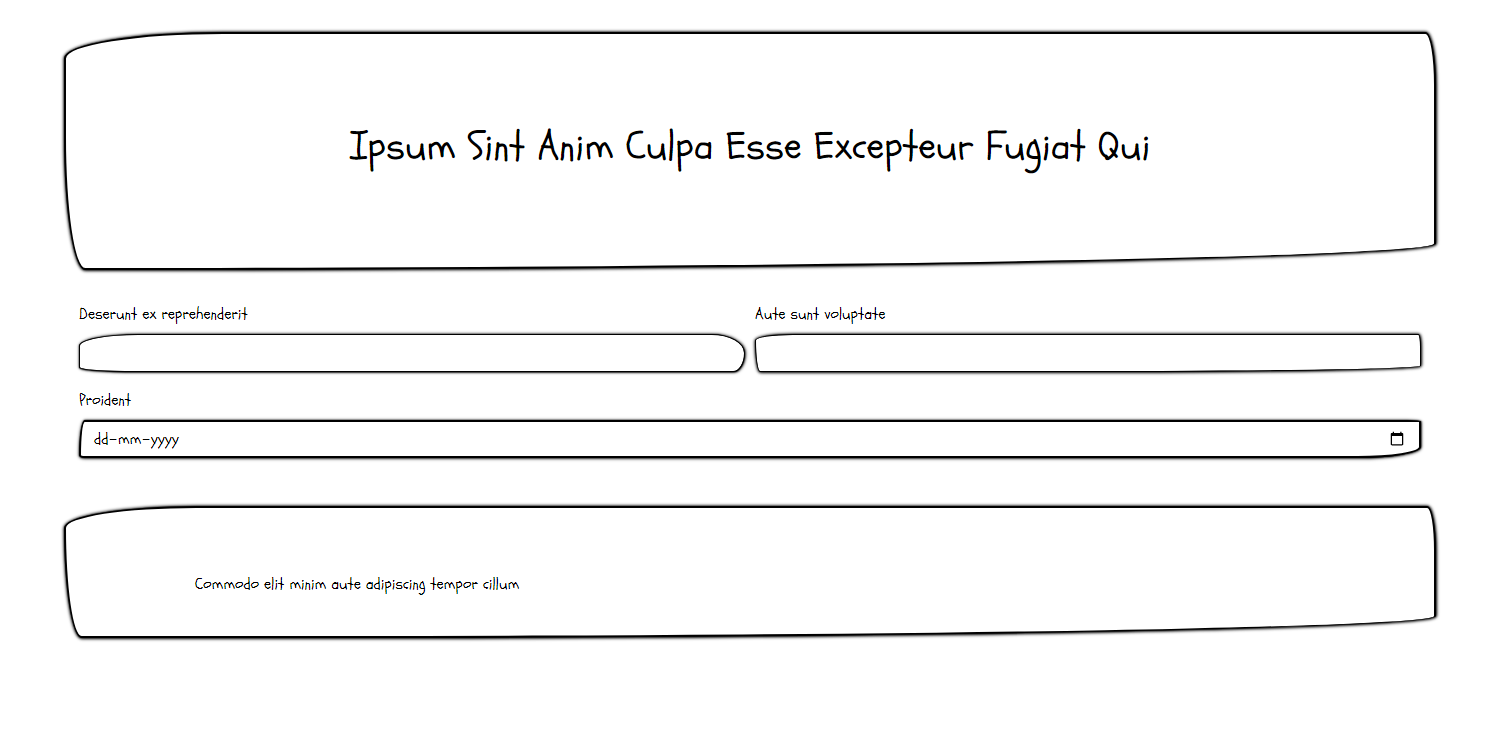 Ipsum Sint Anim Culpa Esse Excepteur Fugiat Qui
Deserunt ex reprehenderit
Aute sunt voluptate
Proident
dd-mm-yyyy
Commodo elit minim aute adipiscing tempor cillum